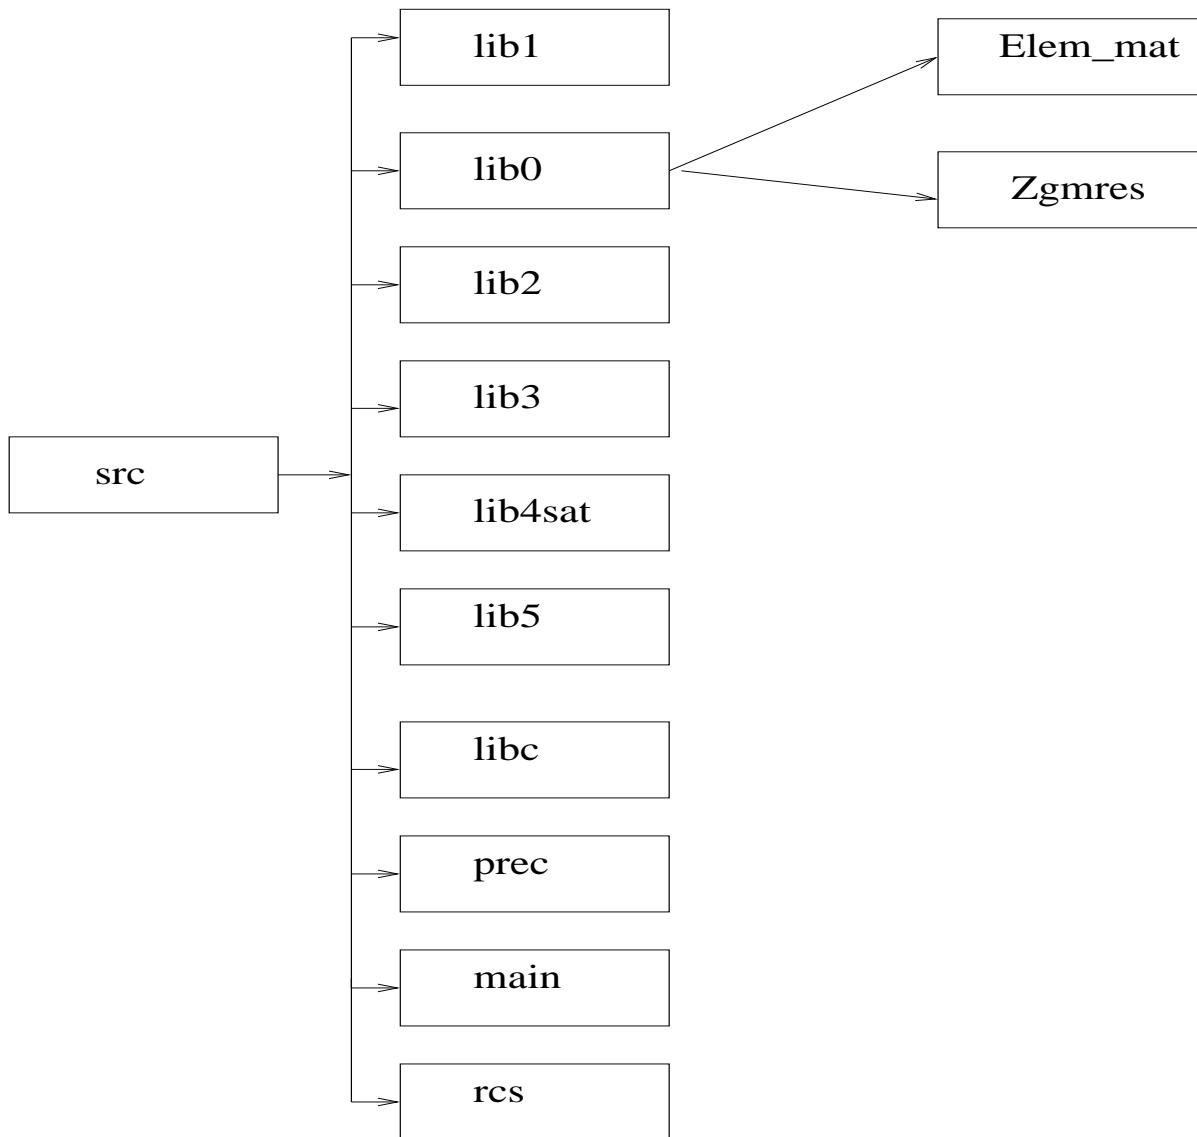 lib1
Elem_mat
lib0
Zgmres
lib2
lib3
src
lib4sat
lib5
libc
prec
main
rcs